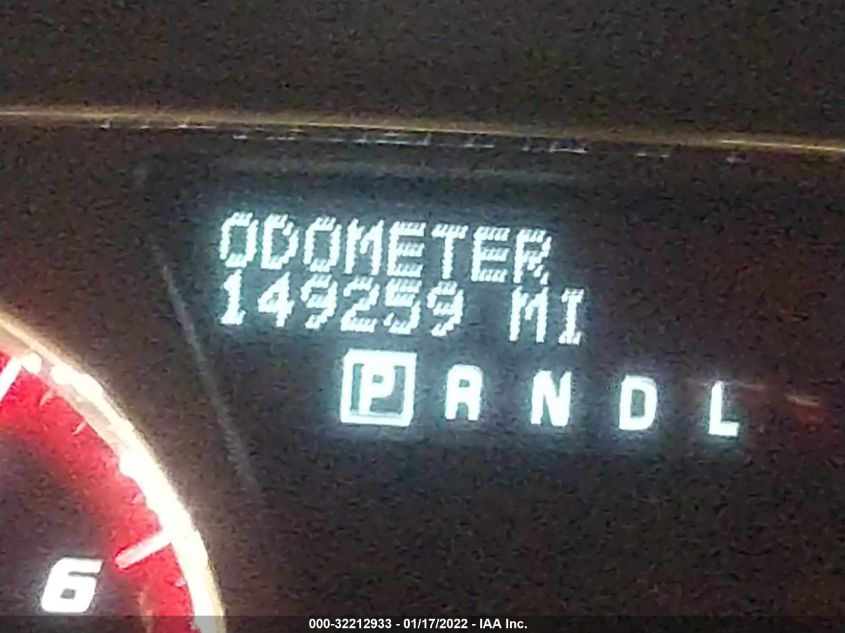 ODOMETER
149259 MI
P R N D L
6
000-32212933 - 01/17/2022 - IAA Inc.